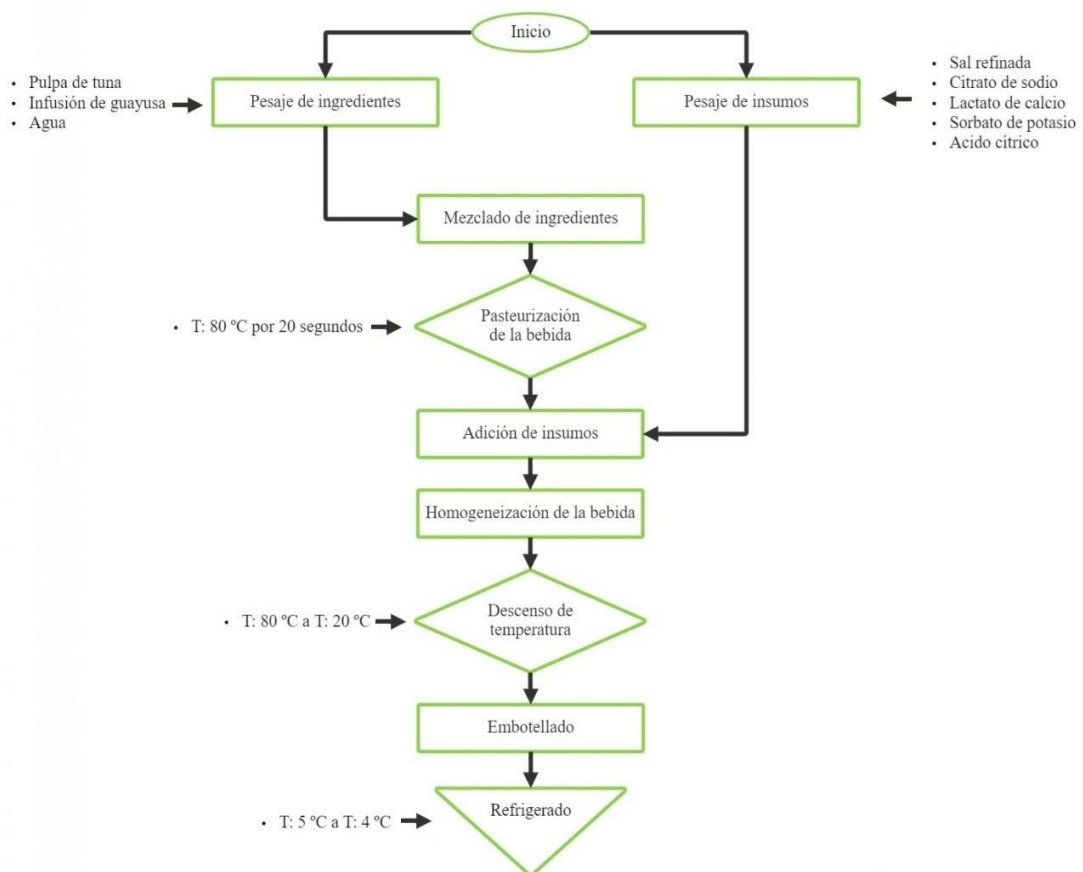 Inicio
• Pulpa de tuna
• Infusión de guayusa
• Agua
Pesaje de ingredientes
Pesaje de insumos
• Sal refinada
• Citrato de sodio
• Lactato de calcio
• Sorbato de potasio
• Acido cítrico
Mezclado de ingredientes
• T: 80 ºC por 20 segundos
Pasteurización
de la bebida
Adición de insumos
Homogeneización de la bebida
• T: 80 ºC a T: 20 ºC
Descenso de
temperatura
Embotellado
• T: 5 ºC a T: 4 ºC
Refrigerado